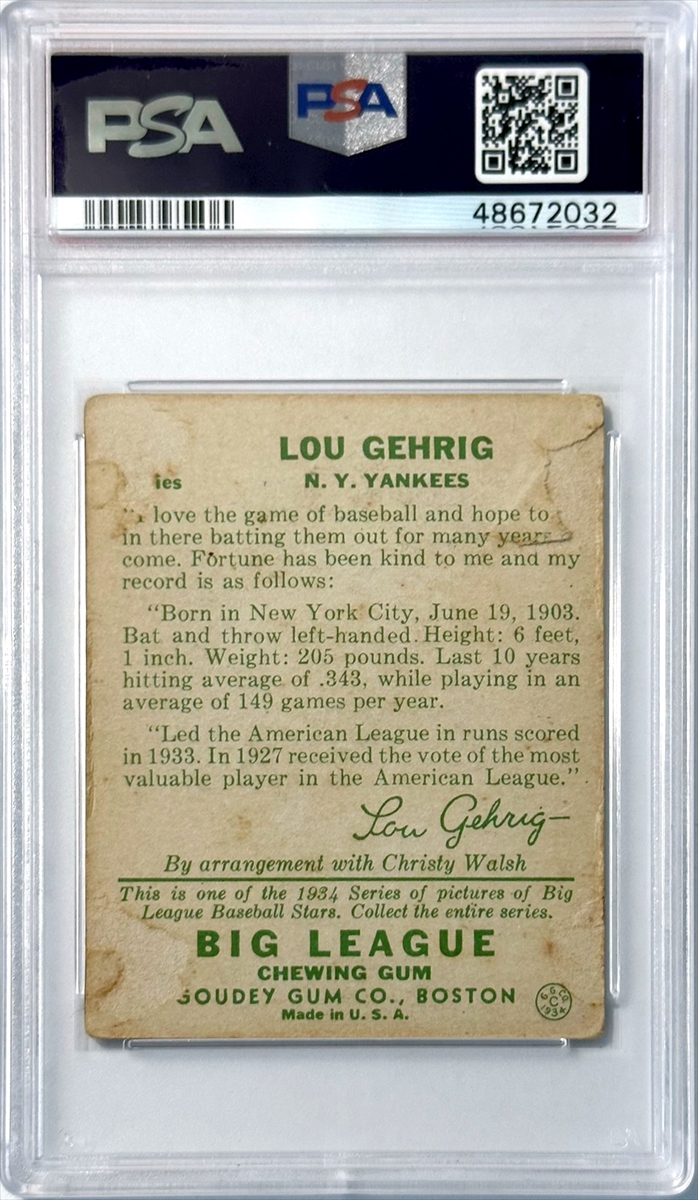 PSA
PSA
48672032
LOU GEHRIG
ies
N. Y. YANKEES
love the game of baseball and hope to
in there batting them out for many years
come. Fortune has been kind to me and my
record is as follows:
"Born in New York City, June 19, 1903.
Bat and throw left-handed. Height: 6 feet,
1 inch. Weight: 205 pounds. Last 10 years
hitting average of .343, while playing in an
average of 149 games per year.
"Led the American League in runs scored
in 1933. In 1927 received the vote of the most
valuable player in the American League."
Lou Gehrig
By arrangement with Christy Walsh
This is one of the 1934 Series of pictures of Big
League Baseball Stars. Collect the entire series.
BIG LEAGUE
CHEWING GUM
GOUDEY GUM CO., BOSTON
G. G. Co.
C
1934
Made in U. S. A.